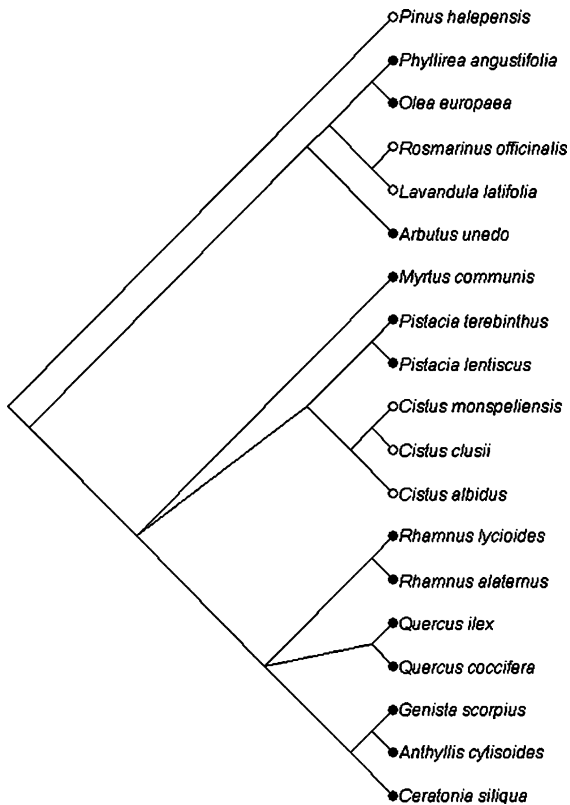 Pinus halepensis
Phyllirea angustifolia
Olea europaea
Rosmarinus officinalis
Lavandula latifolia
Arbutus unedo
Myrtus communis
Pistacia terebinthus
Pistacia lentiscus
Cistus monspeliensis
Cistus clusii
Cistus albidus
Rhamnus lycioides
Rhamnus alaternus
Quercus ilex
Quercus coccifera
Genista scorpius
Anthyllis cytisoides
Ceratonia siliqua